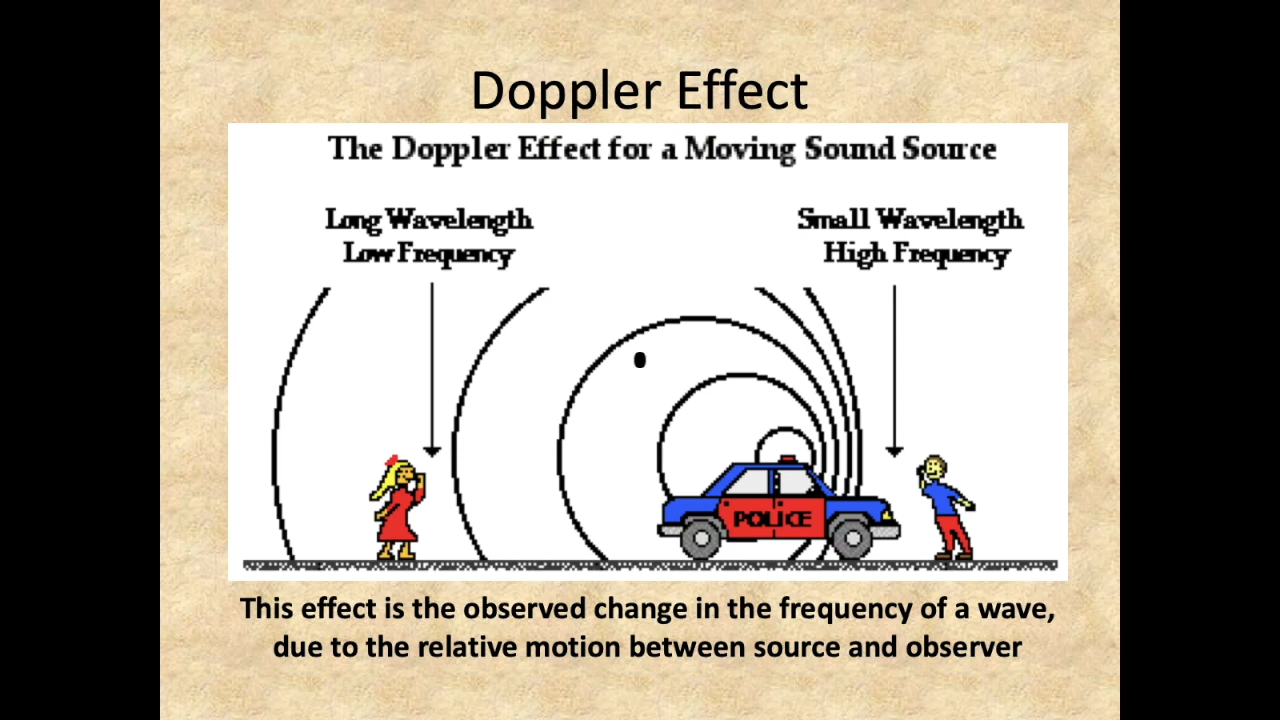 Doppler Effect
The Doppler Effect for a Moving Sound Source
Long Wavelength
Low Frequency
Small Wavelength
High Frequency
POLICE
This effect is the observed change in the frequency of a wave,
due to the relative motion between source and observer